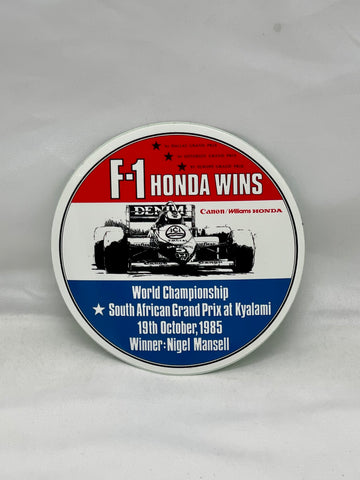 F-1 HONDA WINS
DENIM
Canon/Williams HONDA
World Championship
★ South African Grand Prix at Kyalami
19th October, 1985
Winner: Nigel Mansell